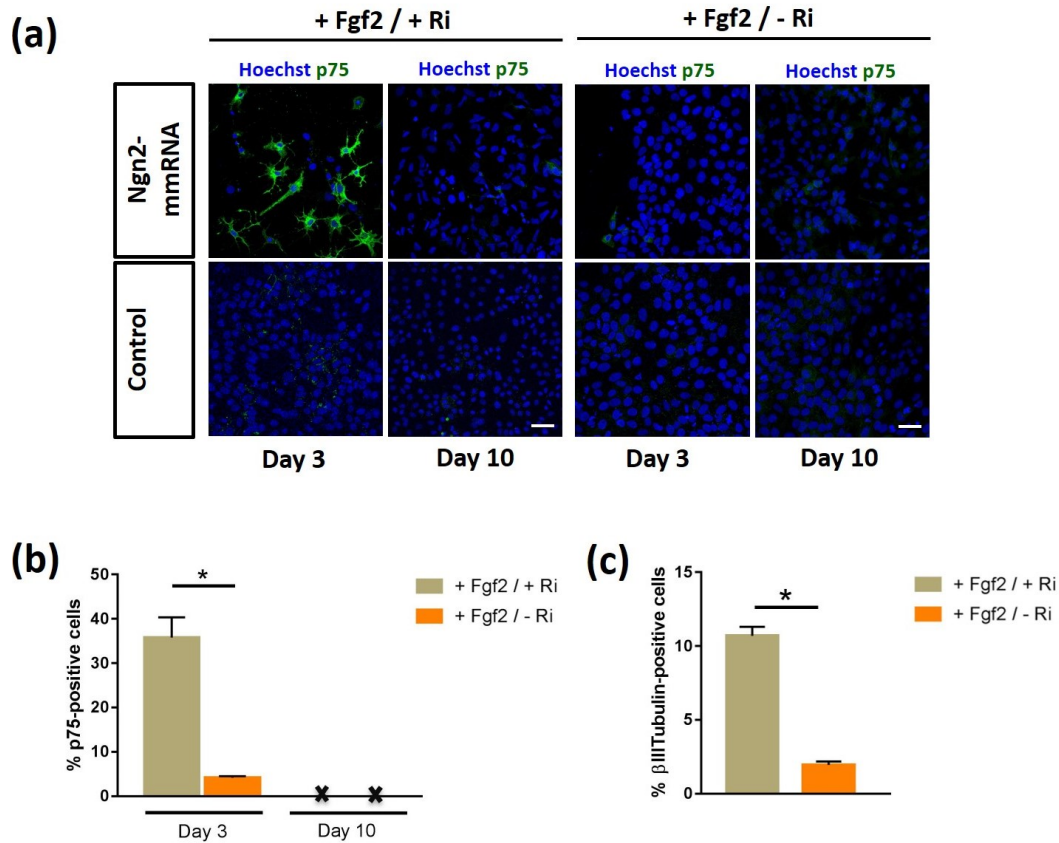 (a)
+ Fgf2 / + Ri
+ Fgf2 / - Ri
Hoechst p75
Hoechst p75
Hoechst p75
Hoechst p75
Ngn2-
mmRNA
Control
Day 3
Day 10
Day 3
Day 10
(b)
% p75-positive cells
50
40
30
20
10
0
*
+ Fgf2 / + Ri
+ Fgf2 / - Ri
x
x
Day 3
Day 10
(c)
% βIIITubulin-positive cells
15
10
5
0
*
+ Fgf2 / + Ri
+ Fgf2 / - Ri